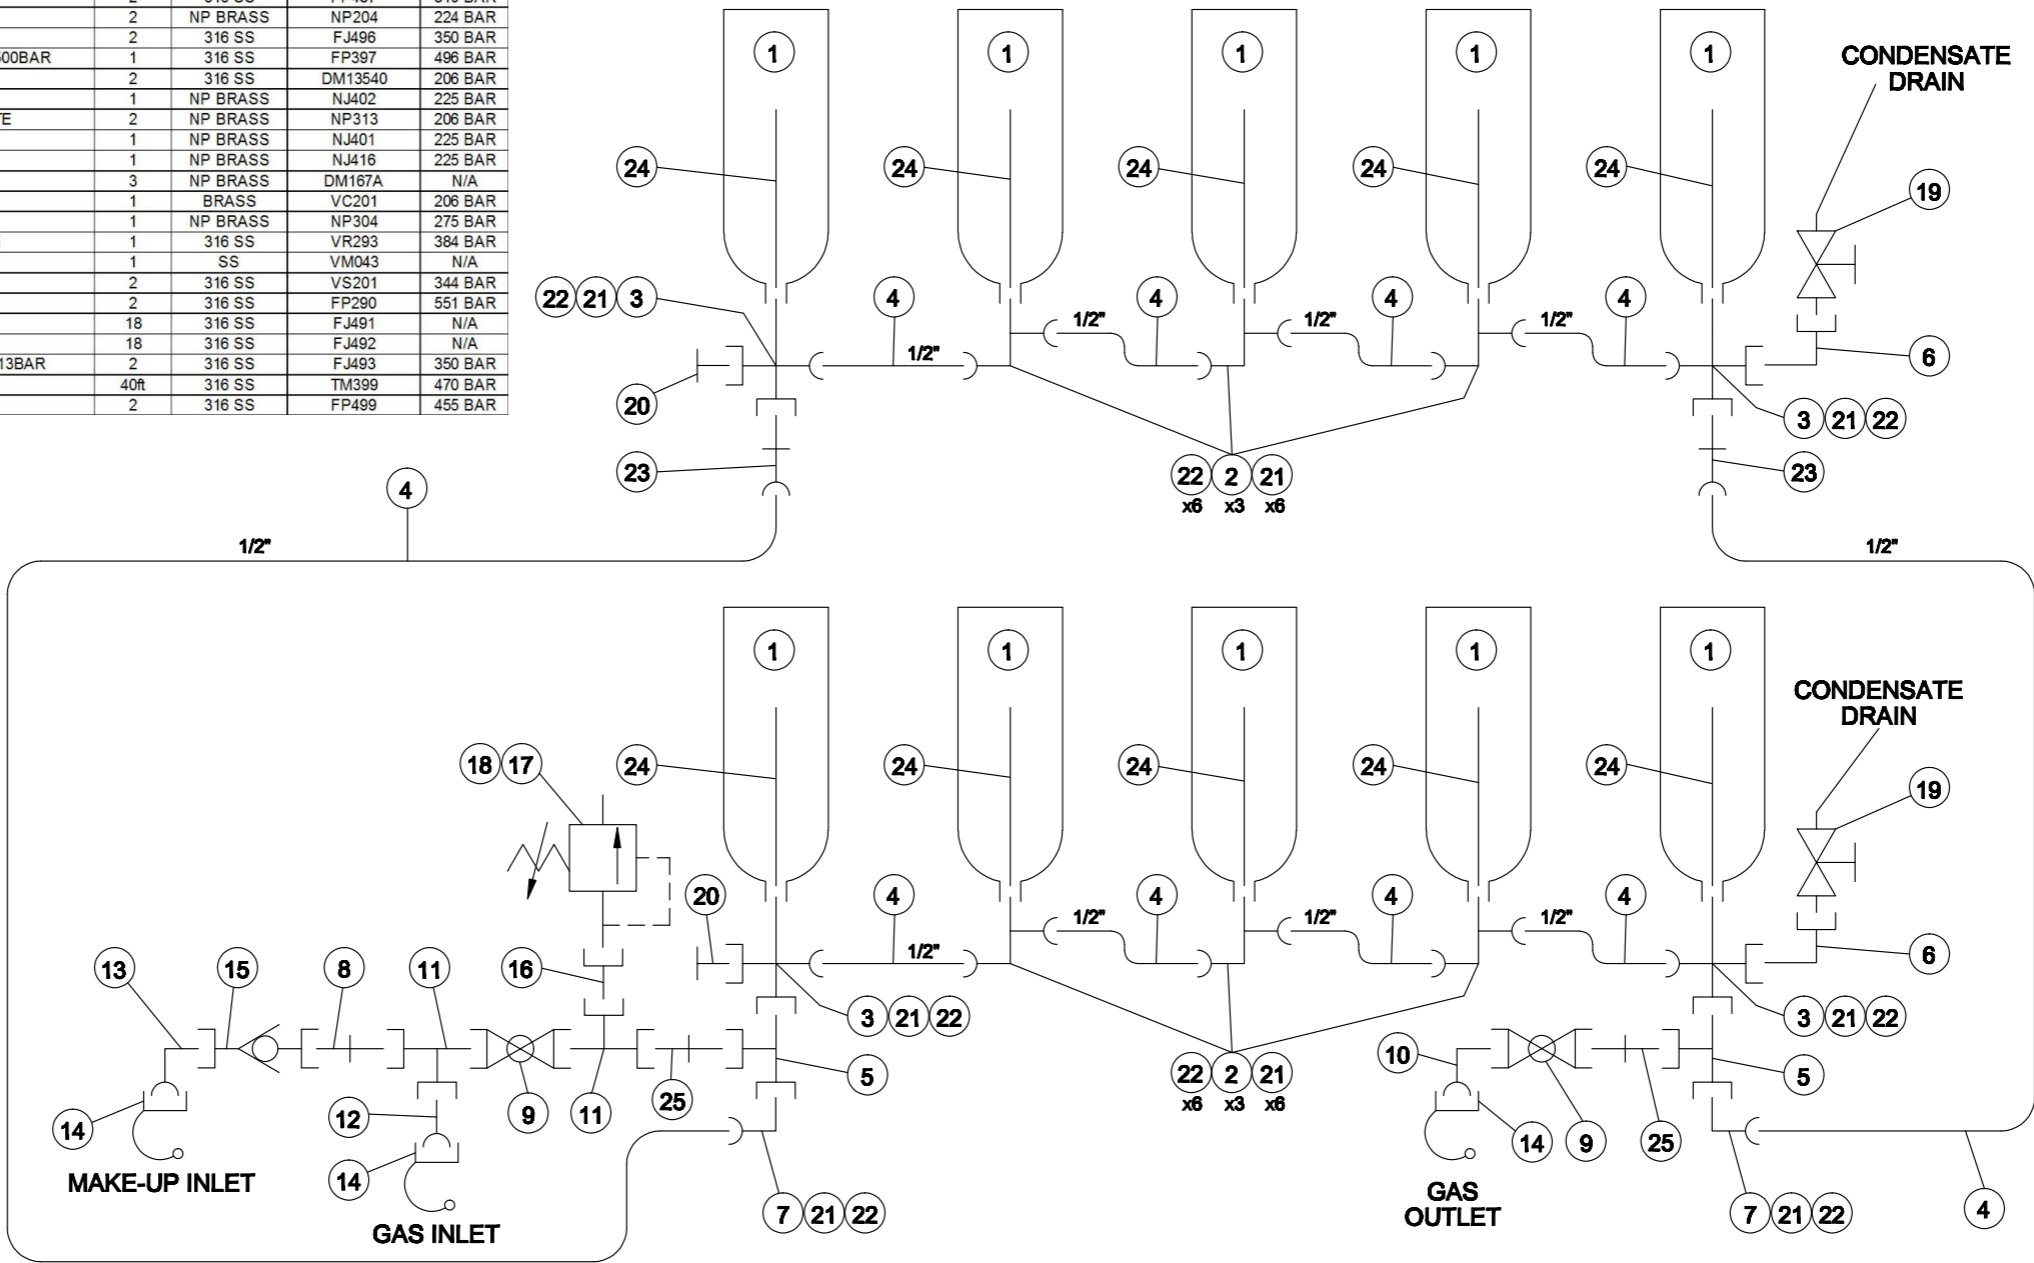 2 NP BRASS NP204 224 BAR
2 316 SS FJ496 350 BAR
1 316 SS FP397 496 BAR
2 316 SS DM13540 206 BAR
1 NP BRASS NJ402 225 BAR
2 NP BRASS NP313 206 BAR
1 NP BRASS NJ401 225 BAR
1 NP BRASS NJ416 225 BAR
3 NP BRASS DM167A N/A
1 BRASS VC201 206 BAR
1 NP BRASS NP304 275 BAR
1 316 SS VR293 384 BAR
1 SS VM043 N/A
2 316 SS VS201 344 BAR
2 316 SS FP290 551 BAR
18 316 SS FJ491 N/A
18 316 SS FJ492 N/A
13BAR 2 316 SS FJ493 350 BAR
40ft 316 SS TM399 470 BAR
2 316 SS FP499 455 BAR
1 1 1 1 1
CONDENSATE
DRAIN
24 24 24 24 24
19
22 21 3
4 4 4 4
1/2" 1/2" 1/2"
1/2"
6
20
3 21 22
23
22 2 21
x6 x3 x6
23
4
1/2"
1/2"
1 1 1 1 1
CONDENSATE
DRAIN
18 17
24 24 24 24 24
19
20
4 4 4 4
1/2" 1/2" 1/2"
1/2"
13 15 8 11 16
6
3 21 22
3 21 22
10
5
22 2 21
x6 x3 x6
5
14
12
9
11
25
14
9
25
14
MAKE-UP INLET
GAS INLET
7 21 22
GAS
OUTLET
7 21 22
4